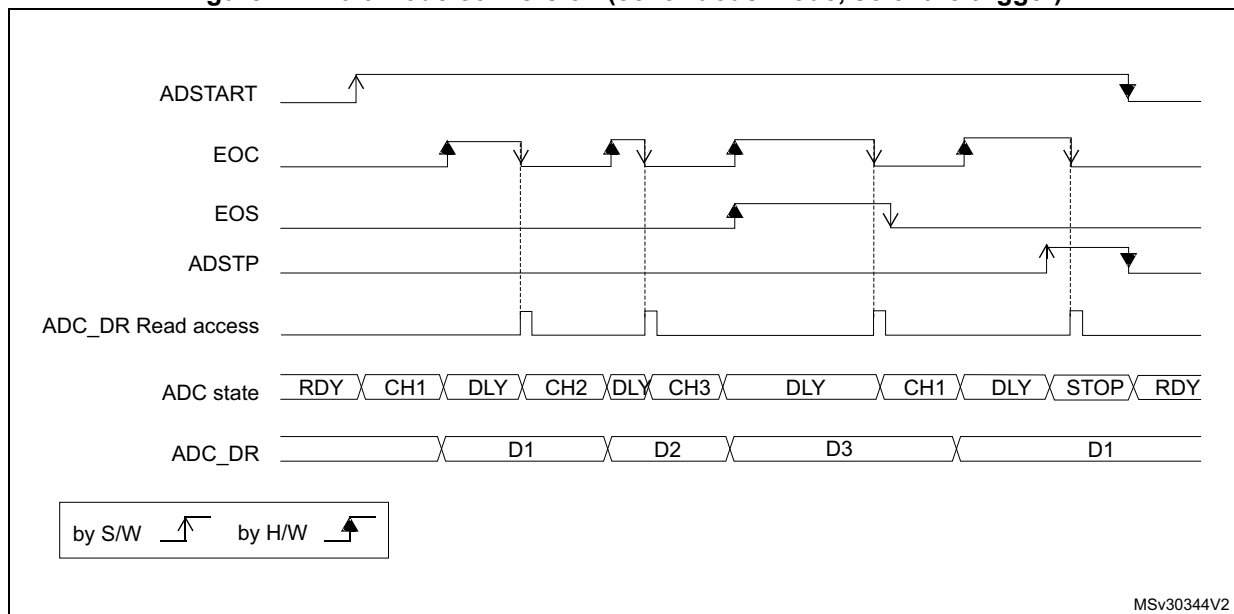 ADSTART
EOC
EOS
ADSTP
ADC_DR Read access
ADC state RDY CH1 DLY CH2 DLY CH3 DLY CH1 DLY STOP RDY
ADC_DR D1 D2 D3 D1
by S/W by H/W
MSv30344V2